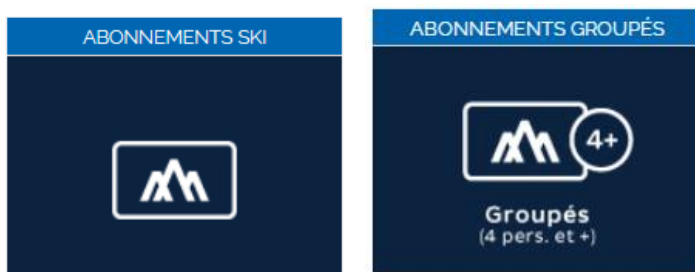 ABONNEMENTS SKI
ABONNEMENTS GROUPÉS
4+
Groupés
(4 pers. et +)